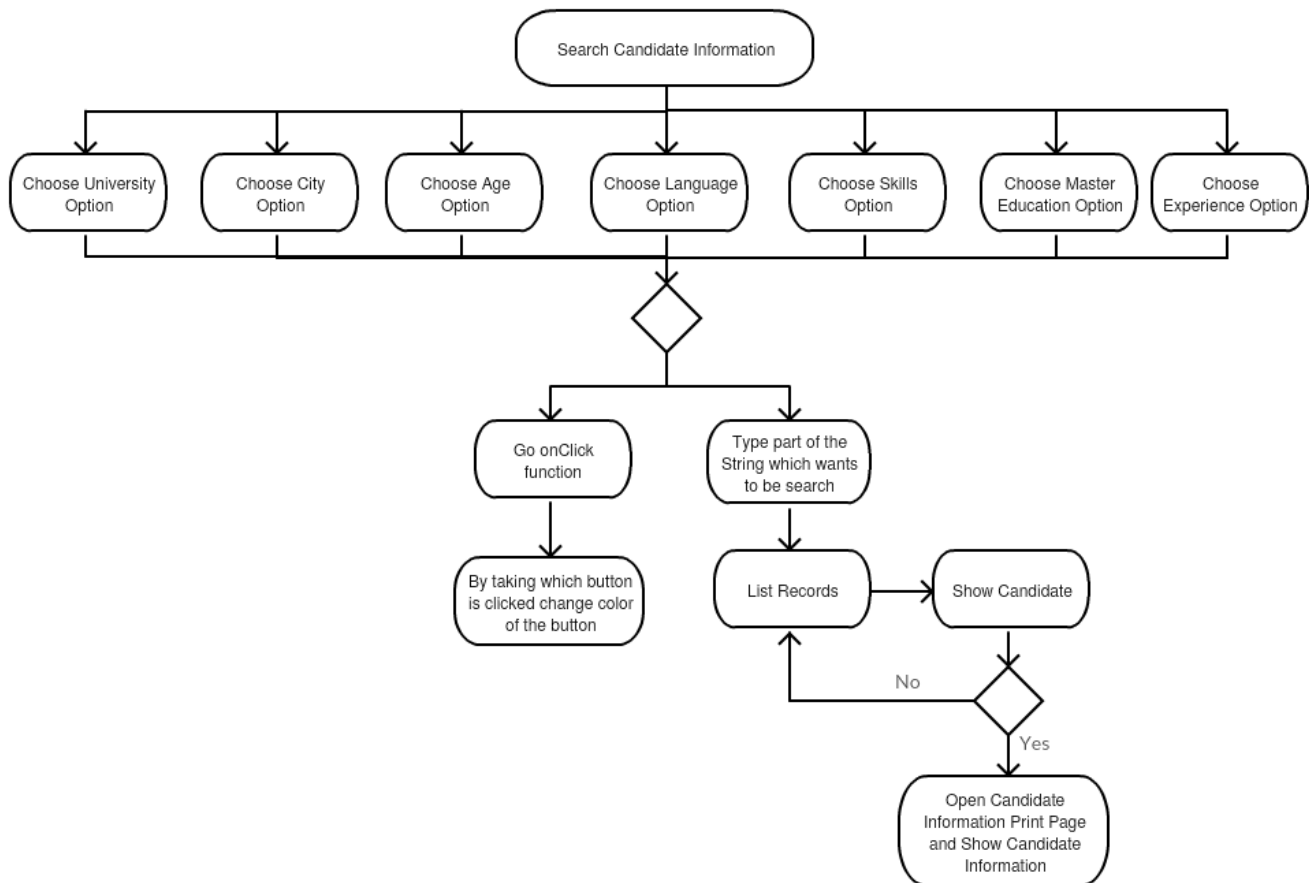 Search Candidate Information
Choose University
Option
Choose City
Option
Choose Age
Option
Choose Language
Option
Choose Skills
Option
Choose Master
Education Option
Choose
Experience Option
Go onClick
function
Type part of the
String which wants
to be search
By taking which button
is clicked change color
of the button
List Records
Show Candidate
No
Yes
Open Candidate
Information Print Page
and Show Candidate
Information